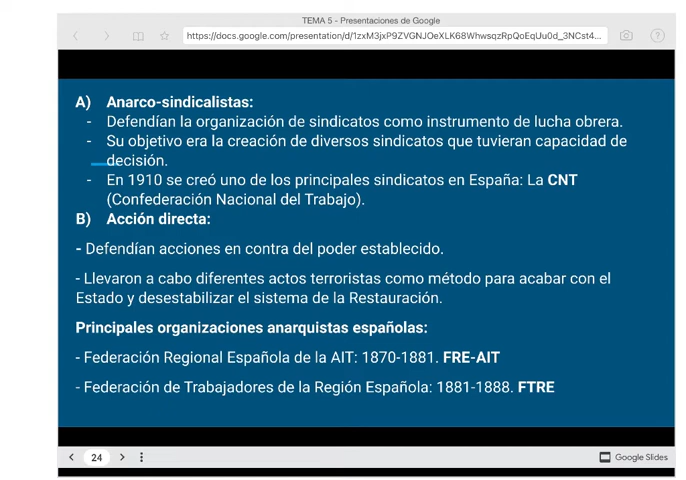 TEMA 5 - Presentaciones de Google
https://docs.google.com/presentation/d/1zxM3jxP9ZVGNJOeXLK68WhwsqzRpQoEqUu0d_3NCst4...
A) Anarco-sindicalistas:
- Defendían la organización de sindicatos como instrumento de lucha obrera.
- Su objetivo era la creación de diversos sindicatos que tuvieran capacidad de
decisión.
- En 1910 se creó uno de los principales sindicatos en España: La CNT
(Confederación Nacional del Trabajo).
B) Acción directa:
- Defendían acciones en contra del poder establecido.
- Llevaron a cabo diferentes actos terroristas como método para acabar con el
Estado y desestabilizar el sistema de la Restauración.
Principales organizaciones anarquistas españolas:
- Federación Regional Española de la AIT: 1870-1881. FRE-AIT
- Federación de Trabajadores de la Región Española: 1881-1888. FTRE
24
Google Slides